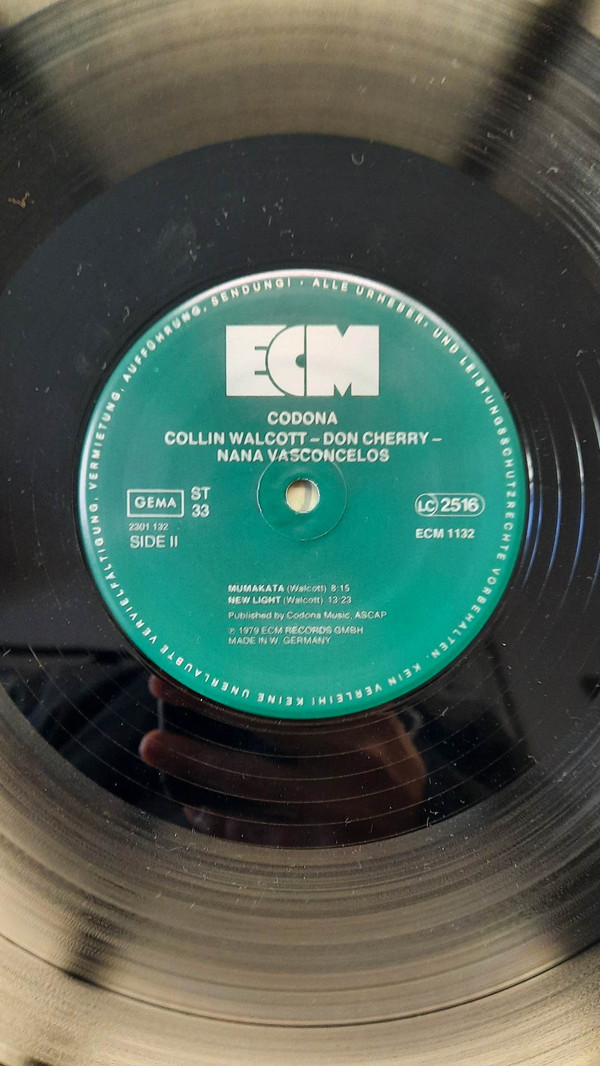 ECM
CODONA
COLLIN WALCOTT – DON CHERRY –
NANA VASCONCELOS
GEMA
ST
33
2301 132
SIDE II
LC 2516
ECM 1132
MUMAKATA (Walcott) 8:15
NEW LIGHT (Walcott) 13:23
Published by Codona Music, ASCAP
℗ 1979 ECM RECORDS GMBH
MADE IN W. GERMANY
ALLE URHEBER- UND LEISTUNGSSCHUTZRECHTE VORBEHALTEN. KEIN VERLEIH! KEINE UNERLAUBTE VERVIELFÄLTIGUNG, VERMIETUNG, AUFFÜHRUNG, SENDUNG! ·